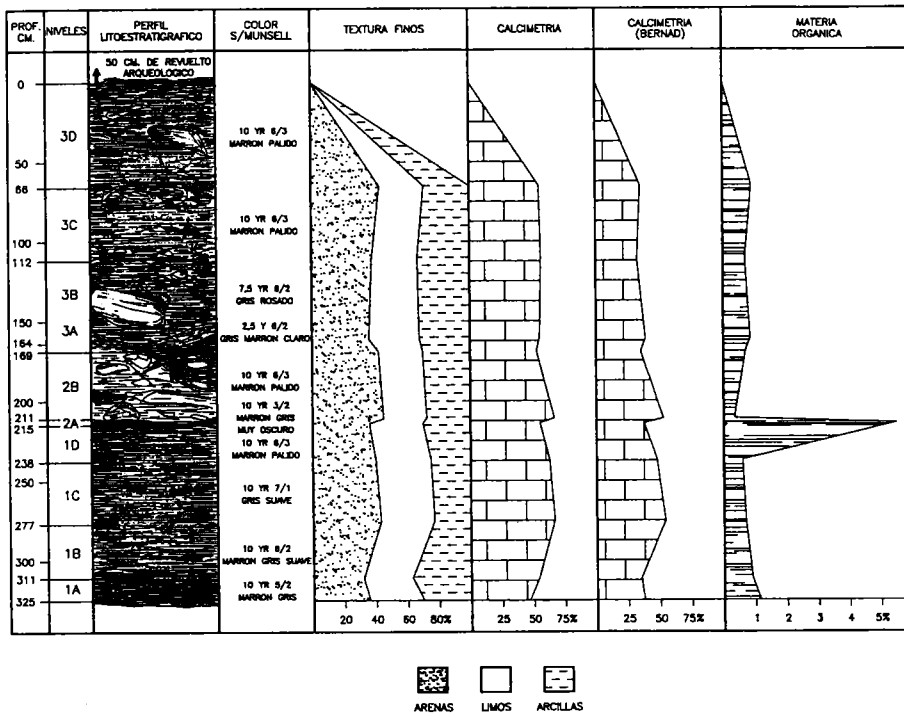 PROF. CM.
NIVELES
PERFIL LITOESTRATIGRAFICO
COLOR S/MUNSELL
TEXTURA FINOS
CALCIMETRIA
CALCIMETRIA (BERNAD)
MATERIA ORGANICA
50 CM. DE REVUELTO
ARQUEOLOGICO
0
3D
10 YR 6/3
MARRON PALIDO
50
66
3C
10 YR 6/3
MARRON PALIDO
100
112
3B
7,5 YR 6/2
GRIS ROSADO
150
3A
2,5 Y 6/2
GRIS MARRON CLARO
164
169
2B
10 YR 6/3
MARRON PALIDO
200
10 YR 3/2
MARRON GRIS
MUY OSCURO
211
2A
215
1D
10 YR 6/3
MARRON PALIDO
238
250
1C
10 YR 7/1
GRIS SUAVE
277
1B
10 YR 6/2
MARRON GRIS SUAVE
300
311
1A
10 YR 5/2
MARRON GRIS
325
20 40 60 80%
25 50 75%
25 50 75%
1 2 3 4 5%
ARENAS LIMOS ARCILLAS